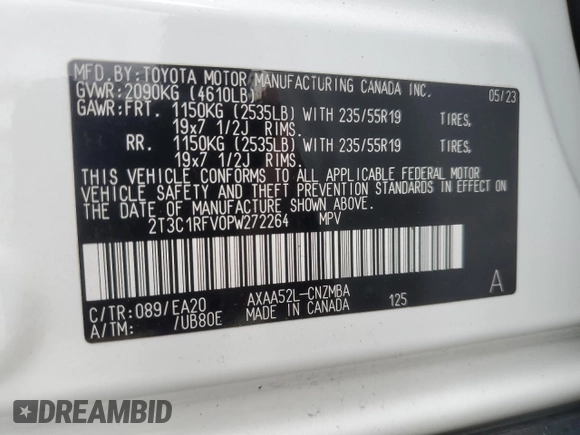 MFD.BY:TOYOTA MOTOR MANUFACTURING CANADA INC.
GVWR:2090KG (4610LB) 05/23
GAWR:FRT. 1150KG (2535LB) WITH 235/55R19 TIRES,
19x7 1/2J RIMS.
RR. 1150KG (2535LB) WITH 235/55R19 TIRES,
19x7 1/2J RIMS.
THIS VEHICLE CONFORMS TO ALL APPLICABLE FEDERAL MOTOR
VEHICLE SAFETY AND THEFT PREVENTION STANDARDS IN EFFECT ON
THE DATE OF MANUFACTURE SHOWN ABOVE.
2T3C1RFV0PW272264 MPV
C/TR:089/EA20 AXAA52L-CNZMBA 125 A
A/TM: /UB80E MADE IN CANADA
DREAMBID
DREAMBID.COM